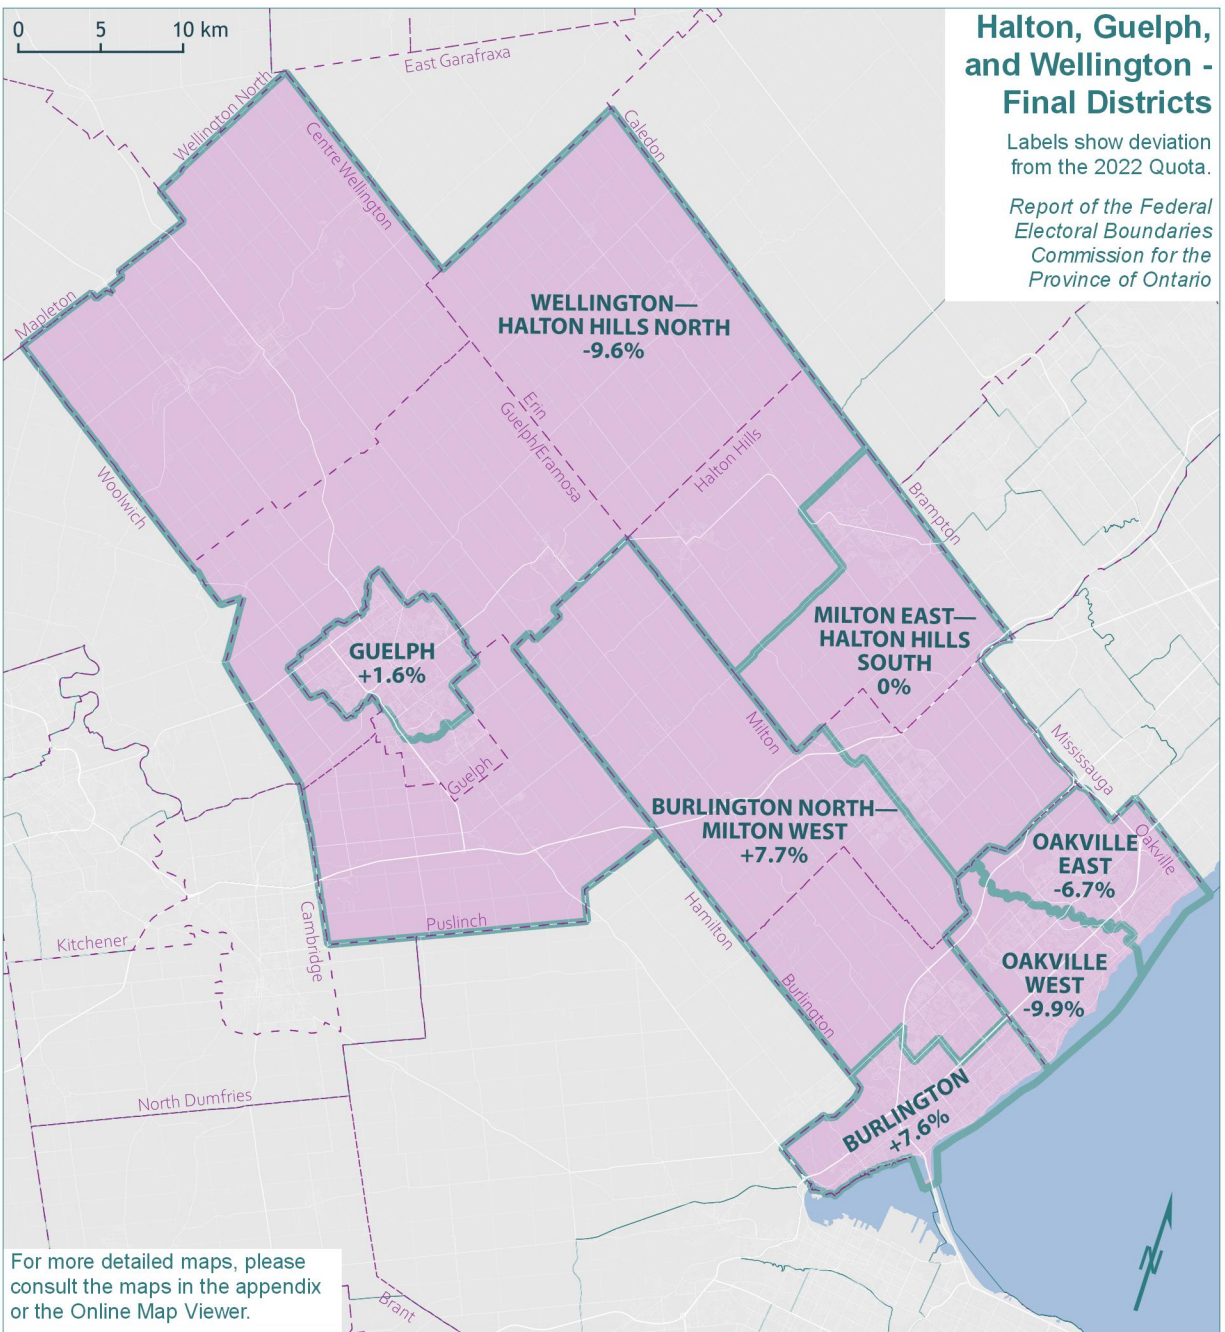 0 5 10 km
Halton, Guelph,
and Wellington -
Final Districts
Labels show deviation
from the 2022 Quota.
Report of the Federal
Electoral Boundaries
Commission for the
Province of Ontario
East Garafraxa
Wellington North
Centre Wellington
Caledon
Mapleton
WELLINGTON—
HALTON HILLS NORTH
-9.6%
Erin
Guelph/Eramosa
Halton Hills
Woolwich
Brampton
GUELPH
+1.6%
MILTON EAST—
HALTON HILLS
SOUTH
0%
Milton
Mississauga
Guelph
BURLINGTON NORTH—
MILTON WEST
+7.7%
OAKVILLE
EAST
-6.7%
Oakville
Puslinch
Hamilton
Kitchener
Cambridge
OAKVILLE
WEST
-9.9%
Burlington
North Dumfries
BURLINGTON
+7.6%
N
For more detailed maps, please
consult the maps in the appendix
or the Online Map Viewer.
Brant